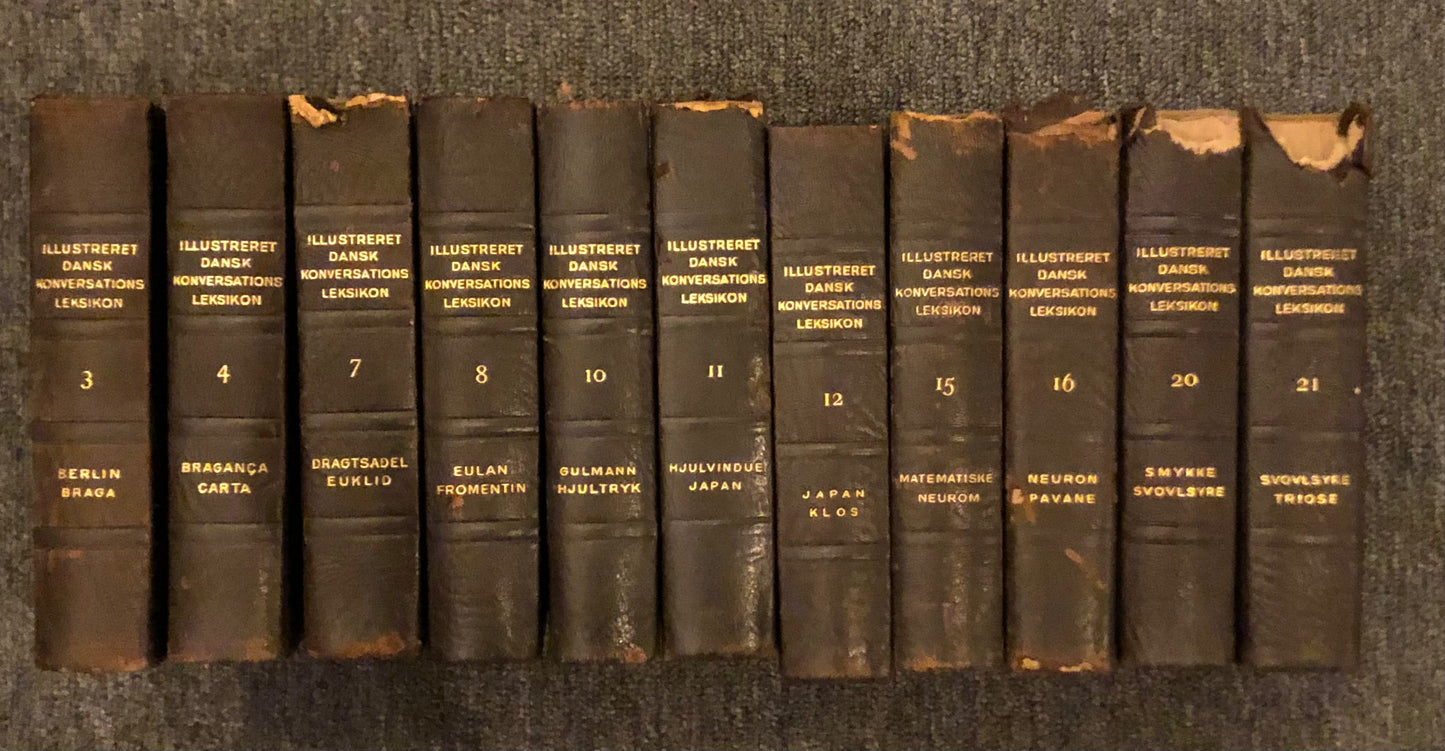 ILLUSTRERET
DANSK
KONVERSATIONS
LEKSIKON
3
BERLIN
BRAGA
ILLUSTRERET
DANSK
KONVERSATIONS
LEKSIKON
4
BRAGANÇA
CARTA
ILLUSTRERET
DANSK
KONVERSATIONS
LEKSIKON
7
DRAGTSADEL
EUKLID
ILLUSTRERET
DANSK
KONVERSATIONS
LEKSIKON
8
EULAN
FROMENTIN
ILLUSTRERET
DANSK
KONVERSATIONS
LEKSIKON
10
GULMANN
HJULTRYK
ILLUSTRERET
DANSK
KONVERSATIONS
LEKSIKON
11
HJULVINDUE
JAPAN
ILLUSTRERET
DANSK
KONVERSATIONS
LEKSIKON
12
JAPAN
KLOS
ILLUSTRERET
DANSK
KONVERSATIONS
LEKSIKON
15
MATEMATISKE
NEUROM
ILLUSTRERET
DANSK
KONVERSATIONS
LEKSIKON
16
NEURON
PAVANE
ILLUSTRERET
DANSK
KONVERSATIONS
LEKSIKON
20
SMYKKE
SVOVLSYRE
ILLUSTRERET
DANSK
KONVERSATIONS
LEKSIKON
21
SVOVLSYRE
TRIOSE